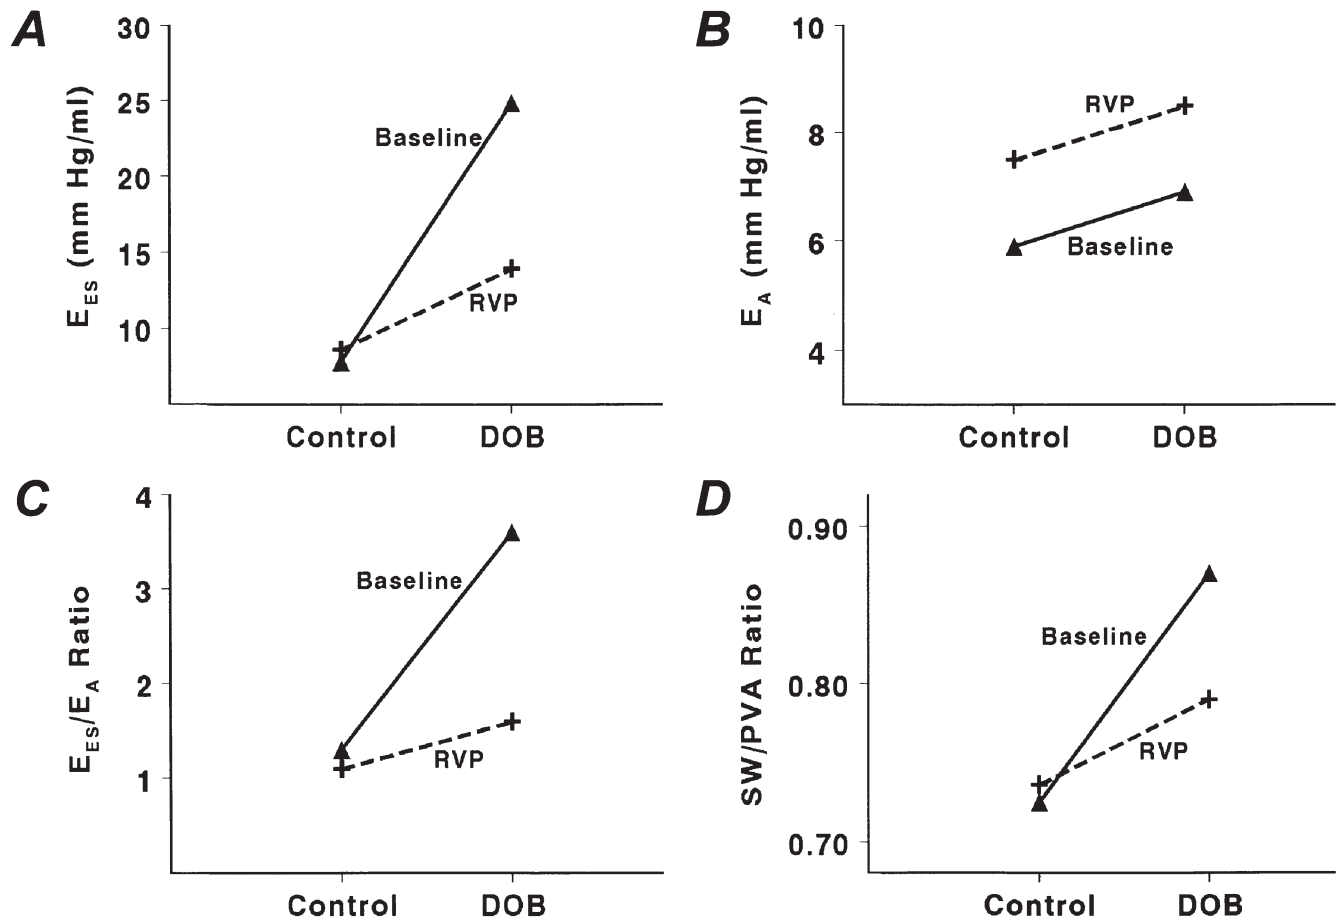 A
30
25
20
15
10
E_ES (mm Hg/ml)
Baseline
RVP
Control DOB
B
10
8
6
4
E_A (mm Hg/ml)
RVP
Baseline
Control DOB
C
4
3
2
1
E_ES/E_A Ratio
Baseline
RVP
Control DOB
D
0.90
0.80
0.70
SW/PVA Ratio
Baseline
RVP
Control DOB